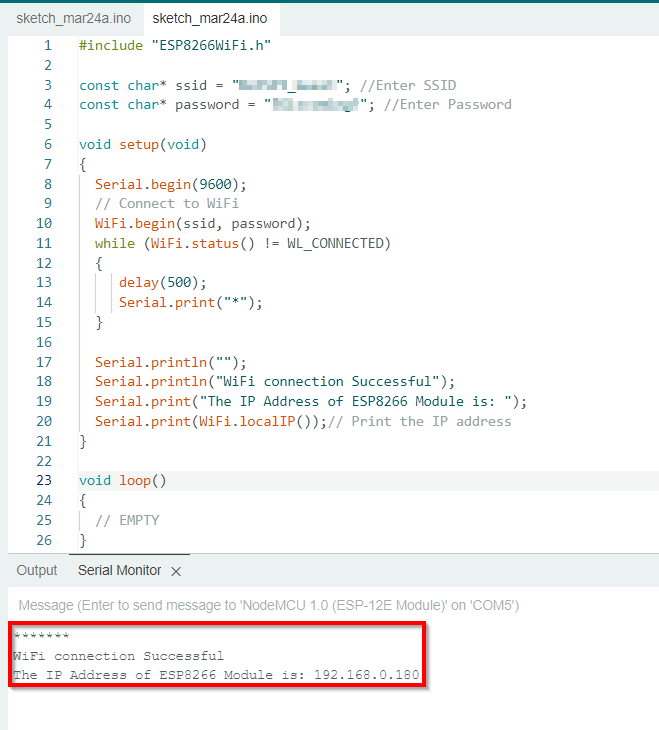 sketch_mar24a.ino sketch_mar24a.ino
1 #include "ESP8266WiFi.h"
2
3 const char* ssid = ""; //Enter SSID
4 const char* password = ""; //Enter Password
5
6 void setup(void)
7 {
8 Serial.begin(9600);
9 // Connect to WiFi
10 WiFi.begin(ssid, password);
11 while (WiFi.status() != WL_CONNECTED)
12 {
13 delay(500);
14 Serial.print("*");
15 }
16
17 Serial.println("");
18 Serial.println("WiFi connection Successful");
19 Serial.print("The IP Address of ESP8266 Module is: ");
20 Serial.print(WiFi.localIP());// Print the IP address
21 }
22
23 void loop()
24 {
25 // EMPTY
26 }
Output Serial Monitor ×
Message (Enter to send message to 'NodeMCU 1.0 (ESP-12E Module)' on 'COM5')
*******
WiFi connection Successful
The IP Address of ESP8266 Module is: 192.168.0.180